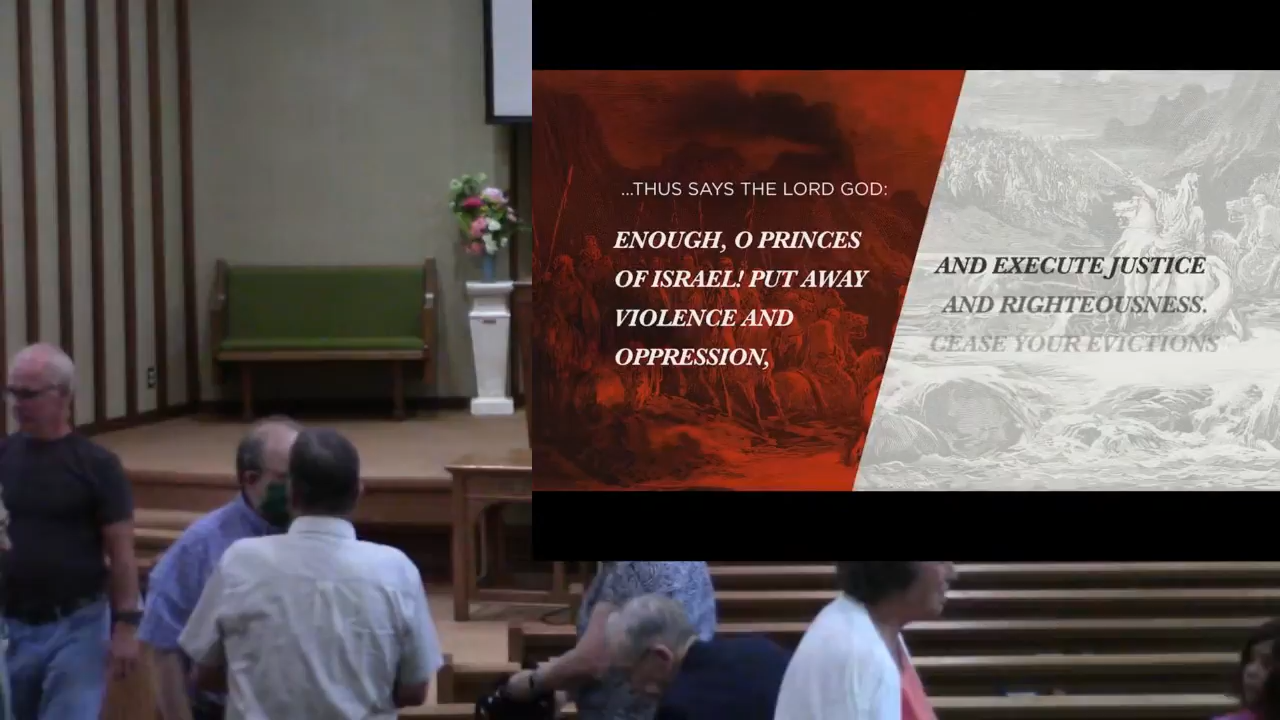 ...THUS SAYS THE LORD GOD:
ENOUGH, O PRINCES
OF ISRAEL! PUT AWAY
VIOLENCE AND
OPPRESSION,
AND EXECUTE JUSTICE
AND RIGHTEOUSNESS.
CEASE YOUR EVICTIONS